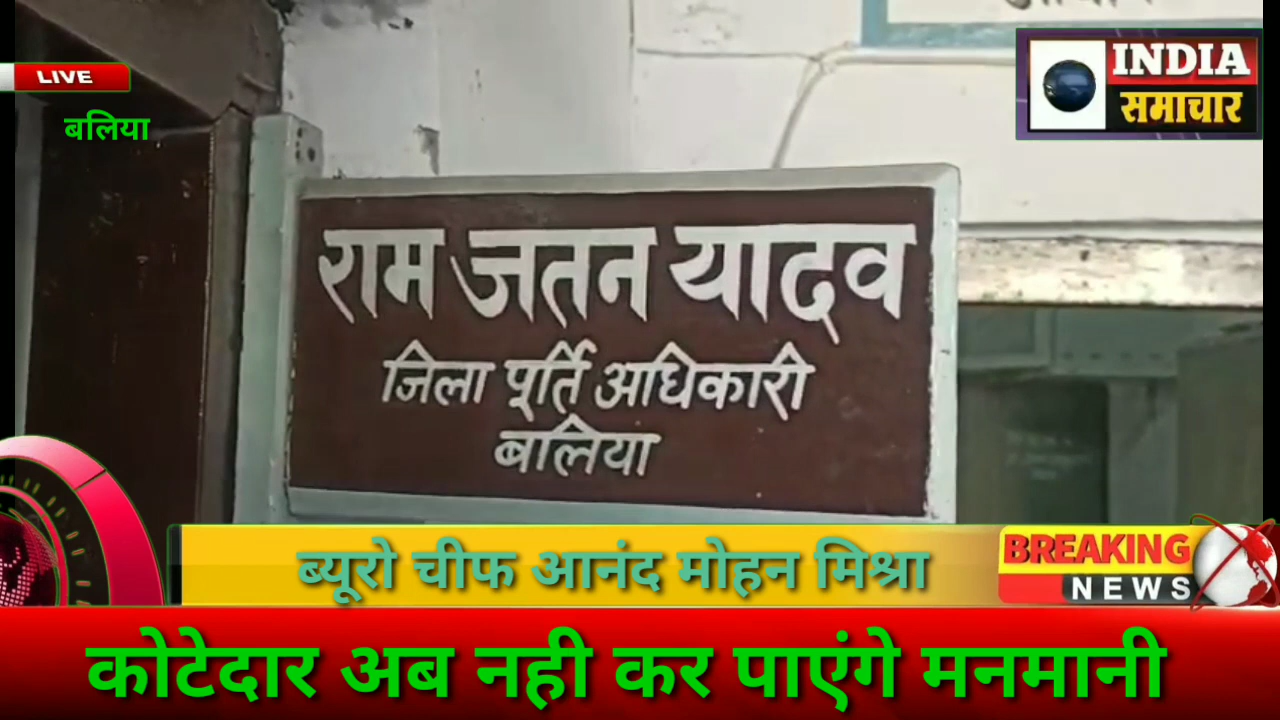 LIVE
बलिया
INDIA
समाचार
राम जतन यादव
जिला पूर्ति अधिकारी
बलिया
ब्यूरो चीफ आनंद मोहन मिश्रा
BREAKING
NEWS
कोटेदार अब नही कर पाएंगे मनमानी